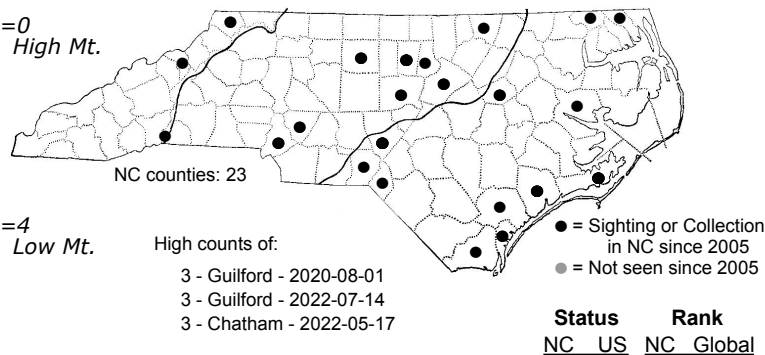 =0
High Mt.
NC counties: 23
=4
Low Mt.
High counts of:
3 - Guilford - 2020-08-01
3 - Guilford - 2022-07-14
3 - Chatham - 2022-05-17
● = Sighting or Collection
in NC since 2005
● = Not seen since 2005
Status Rank
NC US NC Global